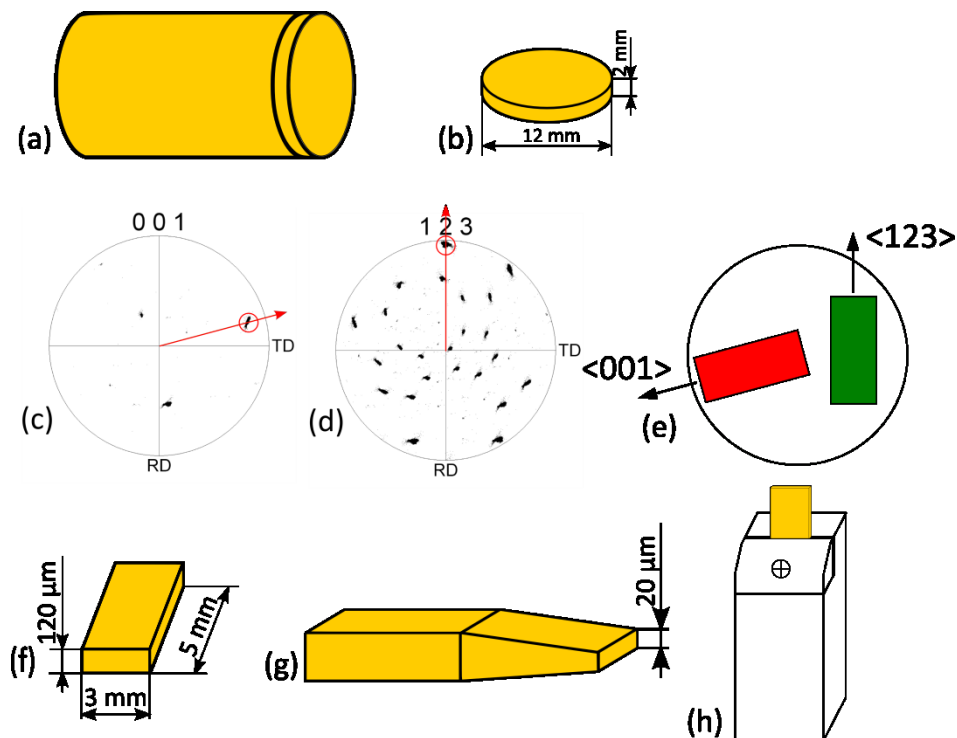 (a)
2 mm
(b)
12 mm
0 0 1
TD
RD
(c)
1 2 3
TD
RD
(d)
<123>
<001>
(e)
120 µm
5 mm
(f)
3 mm
20 µm
(g)
(h)